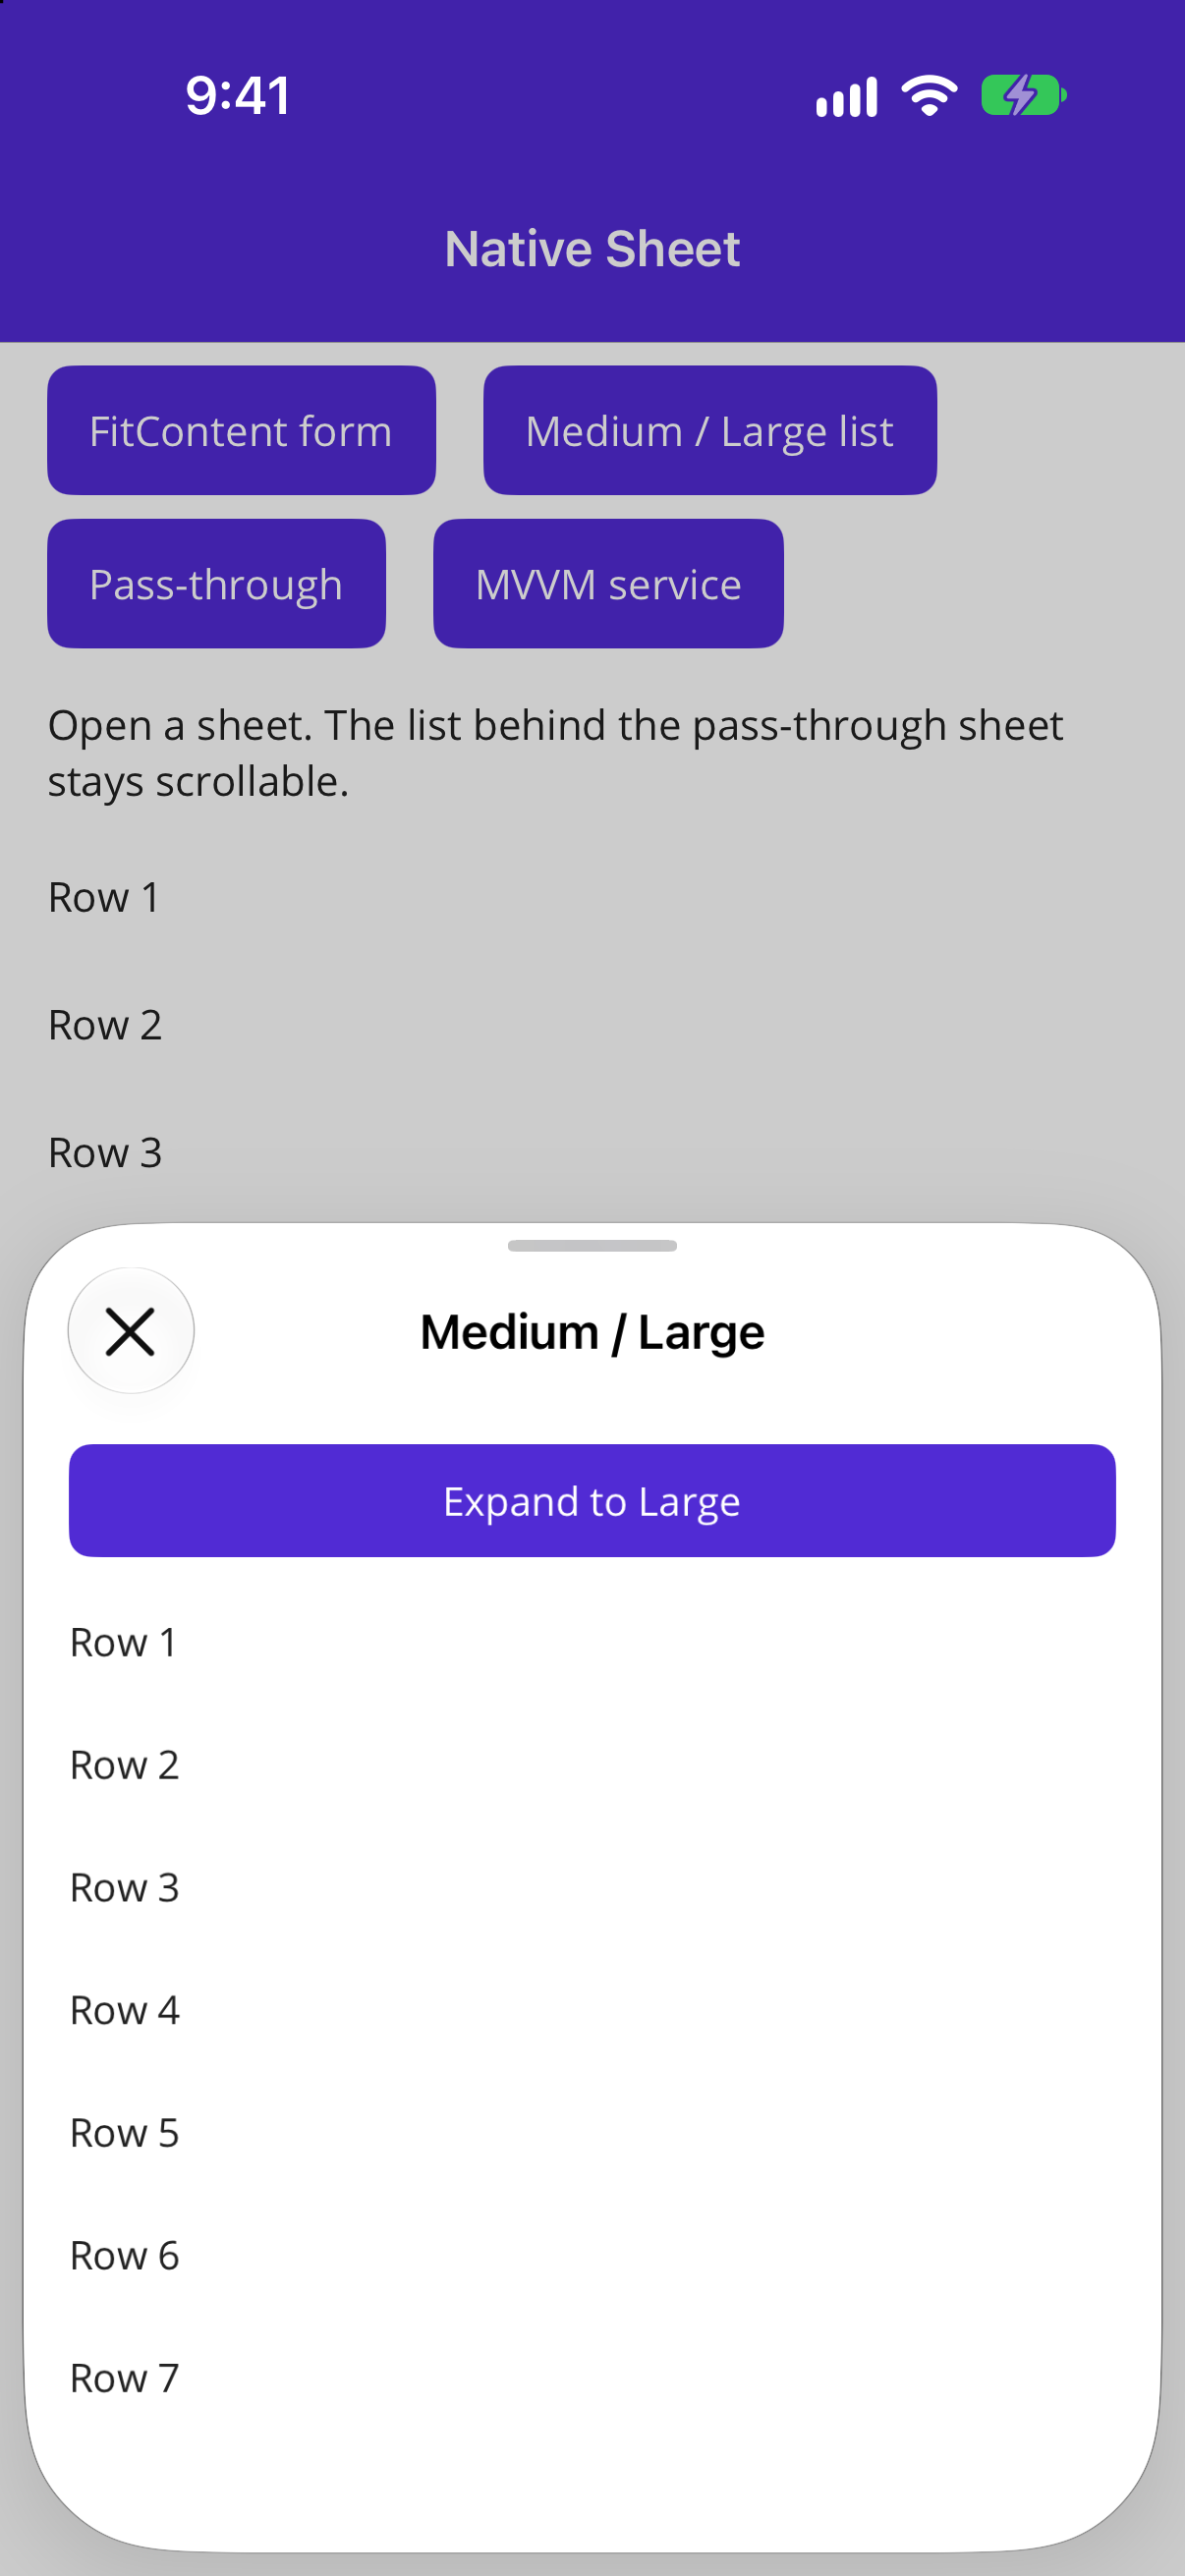 9:41
Native Sheet
FitContent form
Medium / Large list
Pass-through
MVVM service
Open a sheet. The list behind the pass-through sheet
stays scrollable.
Row 1
Row 2
Row 3
Medium / Large
Expand to Large
Row 1
Row 2
Row 3
Row 4
Row 5
Row 6
Row 7